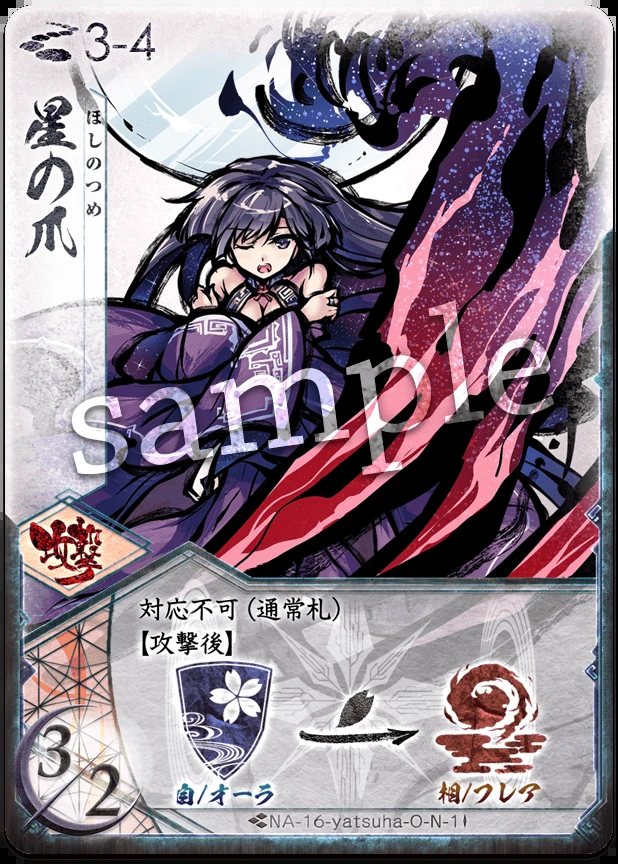 3-4
星の爪
ほしのつめ
sample
攻撃
対応不可（通常札）
【攻撃後】
自/オーラ
相/フレア
3/2
NA-16-yatsuha-O-N-1